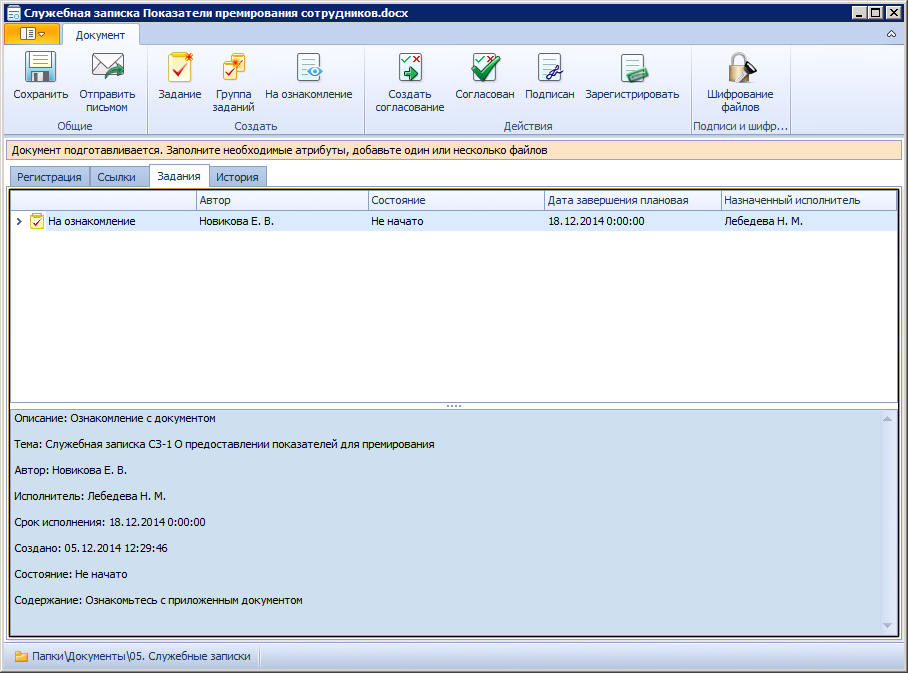 Служебная записка Показатели премирования сотрудников.docx
Документ
Сохранить
Отправить
письмом
Задание
Группа
заданий
На ознакомление
Создать
согласование
Согласован
Подписан
Зарегистрировать
Шифрование
файлов
Общие
Создать
Действия
Подписи и шифр...
Документ подготавливается. Заполните необходимые атрибуты, добавьте один или несколько файлов
Регистрация
Ссылки
Задания
История
Автор
Состояние
Дата завершения плановая
Назначенный исполнитель
На ознакомление
Новикова Е. В.
Не начато
18.12.2014 0:00:00
Лебедева Н. М.
Описание: Ознакомление с документом
Тема: Служебная записка СЗ-1 О предоставлении показателей для премирования
Автор: Новикова Е. В.
Исполнитель: Лебедева Н. М.
Срок исполнения: 18.12.2014 0:00:00
Создано: 05.12.2014 12:29:46
Состояние: Не начато
Содержание: Ознакомьтесь с приложенным документом
Папки\Документы\05. Служебные записки